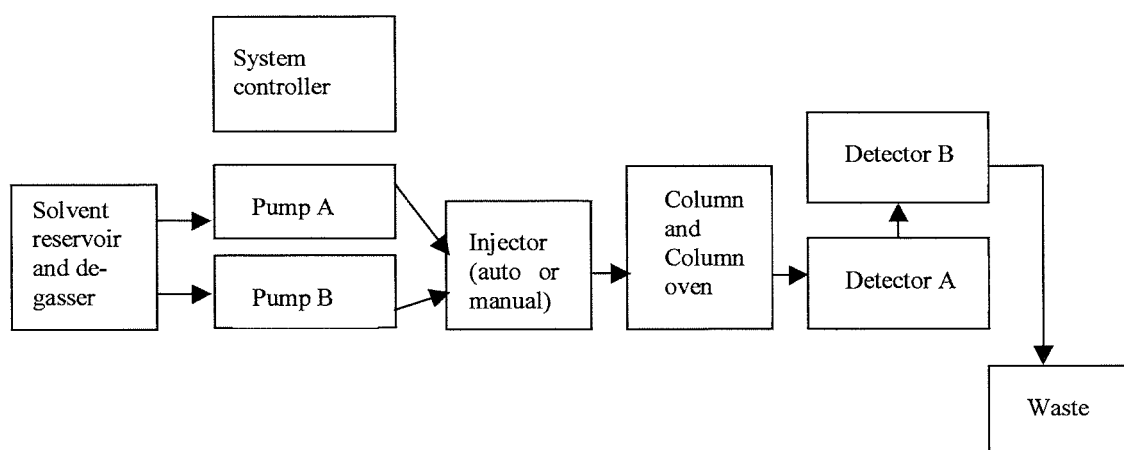 System
controller
Solvent
reservoir
and de-
gasser
Pump A
Pump B
Injector
(auto or
manual)
Column
and
Column
oven
Detector B
Detector A
Waste